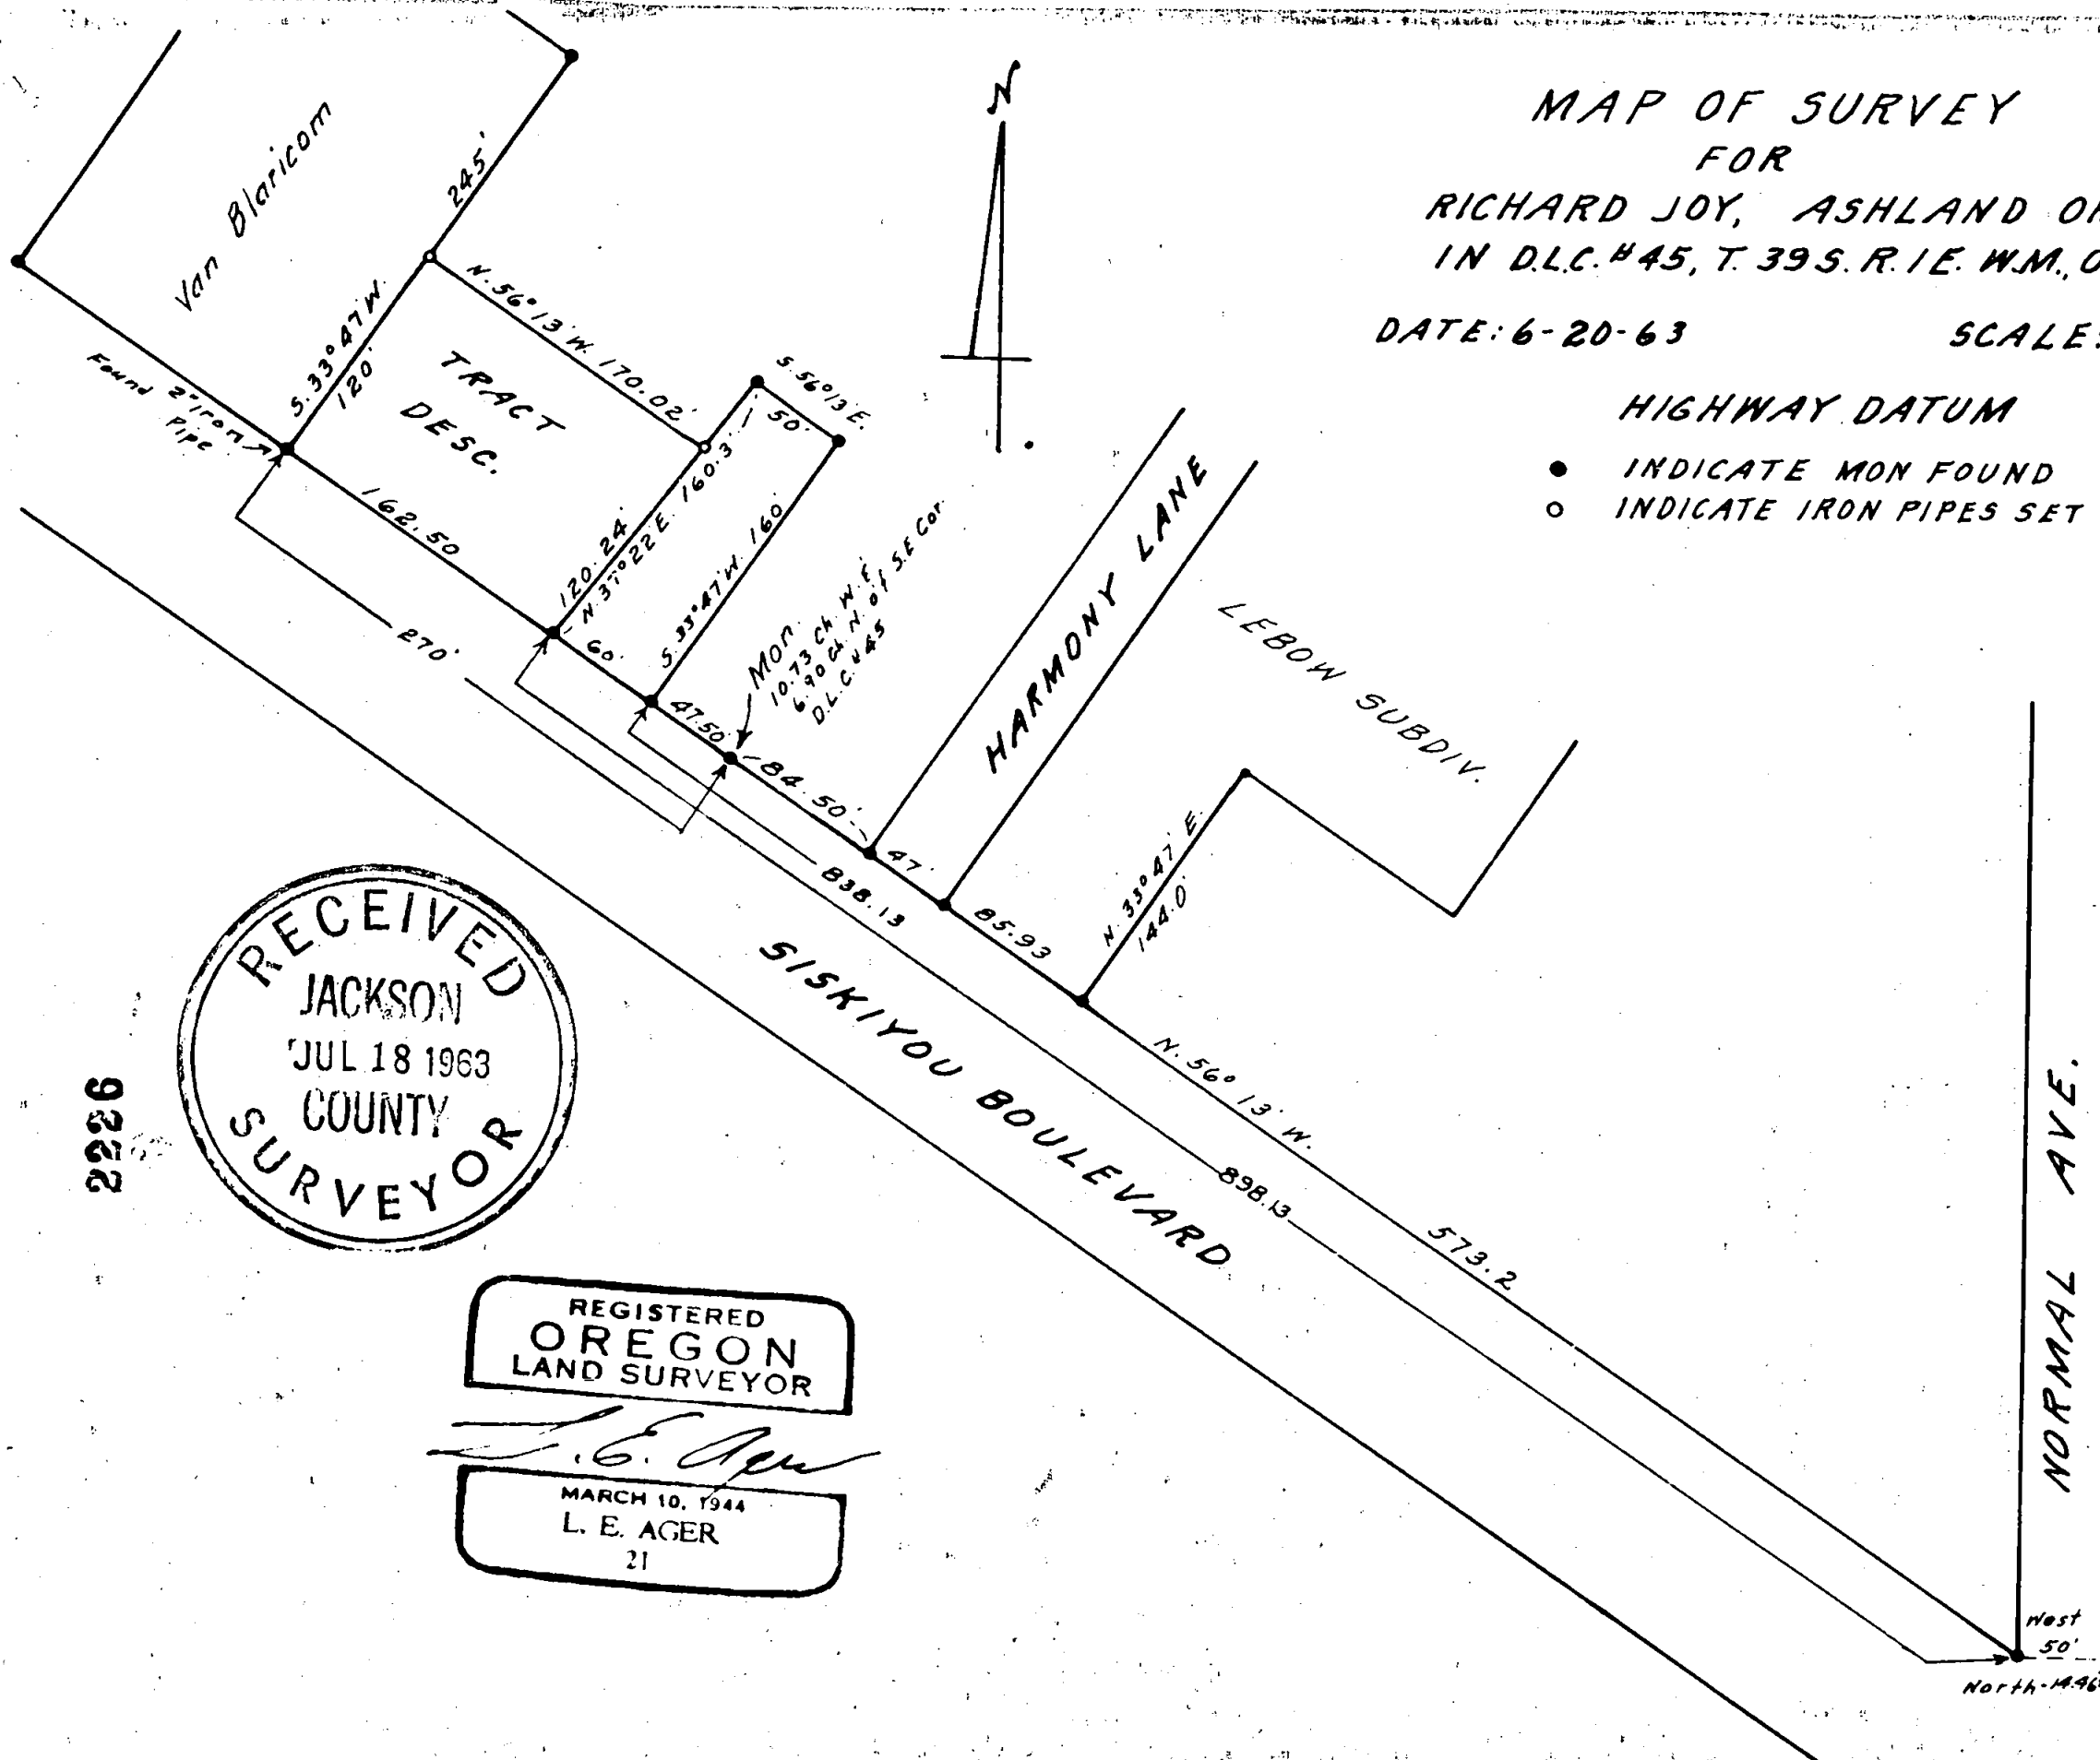 MAP OF SURVEY
FOR
RICHARD JOY, ASHLAND OR
IN D.L.C. #45, T. 39 S. R. 1 E. W.M., O
DATE: 6-20-63
SCALE:
HIGHWAY DATUM
● INDICATE MON FOUND
○ INDICATE IRON PIPES SET
N
Van Blaricom
245'
S. 33° 47' W.
120'
Found 2" iron
Pipe
TRACT
DESC.
N. 56° 13' W. 170.02'
S. 56° 13' E.
50'
162.50
120.24'
N. 37° 22' E. 160.3'
S. 33° 47' W. 160'
60'
47.50'
270'
Mon.
10.73 Ch. W. &
6.90 Ch. N. of S.E Cor.
D.L.C. #45
84.50'
47'
85.93
HARMONY LANE
LEBOW SUBDIV.
N. 33° 47' E.
144.0'
838.13
898.13
N. 56° 13' W.
573.2
SISKIYOU BOULEVARD
NORMAL AVE.
West
50'
North-14.46
2226
RECEIVED
JACKSON
JUL 18 1963
COUNTY
SURVEYOR
REGISTERED
OREGON
LAND SURVEYOR
L. E. Ager
MARCH 10, 1944
L. E. AGER
21